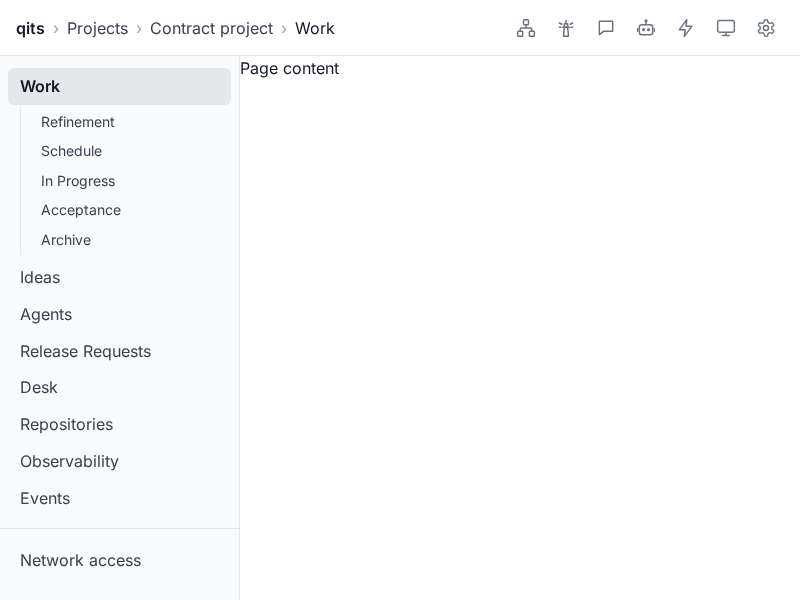 qits › Projects › Contract project › Work
Work
Refinement
Schedule
In Progress
Acceptance
Archive
Ideas
Agents
Release Requests
Desk
Repositories
Observability
Events
Network access
Page content